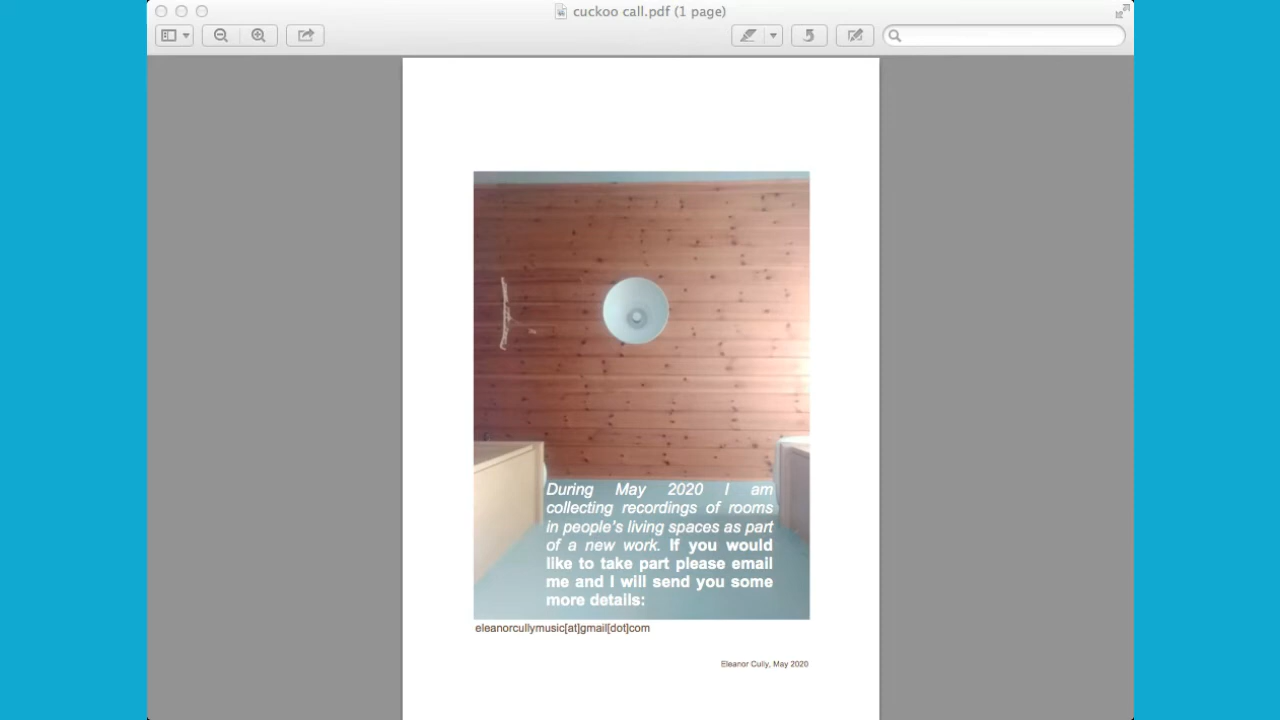 cuckoo call.pdf (1 page)
During May 2020 I am
collecting recordings of rooms
in people's living spaces as part
of a new work. If you would
like to take part please email
me and I will send you some
more details:
eleanorcullymusic[at]gmail[dot]com
Eleanor Cully, May 2020